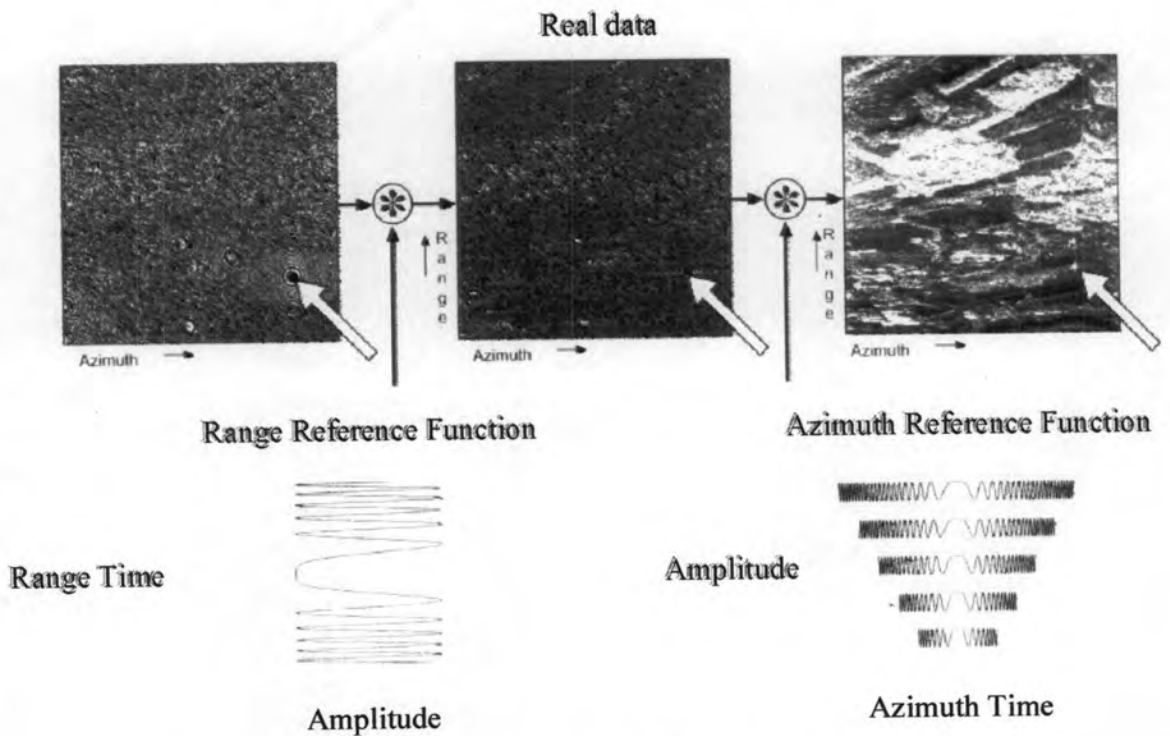 Real data
Range
Range
Azimuth
Azimuth
Azimuth
Range Reference Function
Azimuth Reference Function
Range Time
Amplitude
Amplitude
Azimuth Time